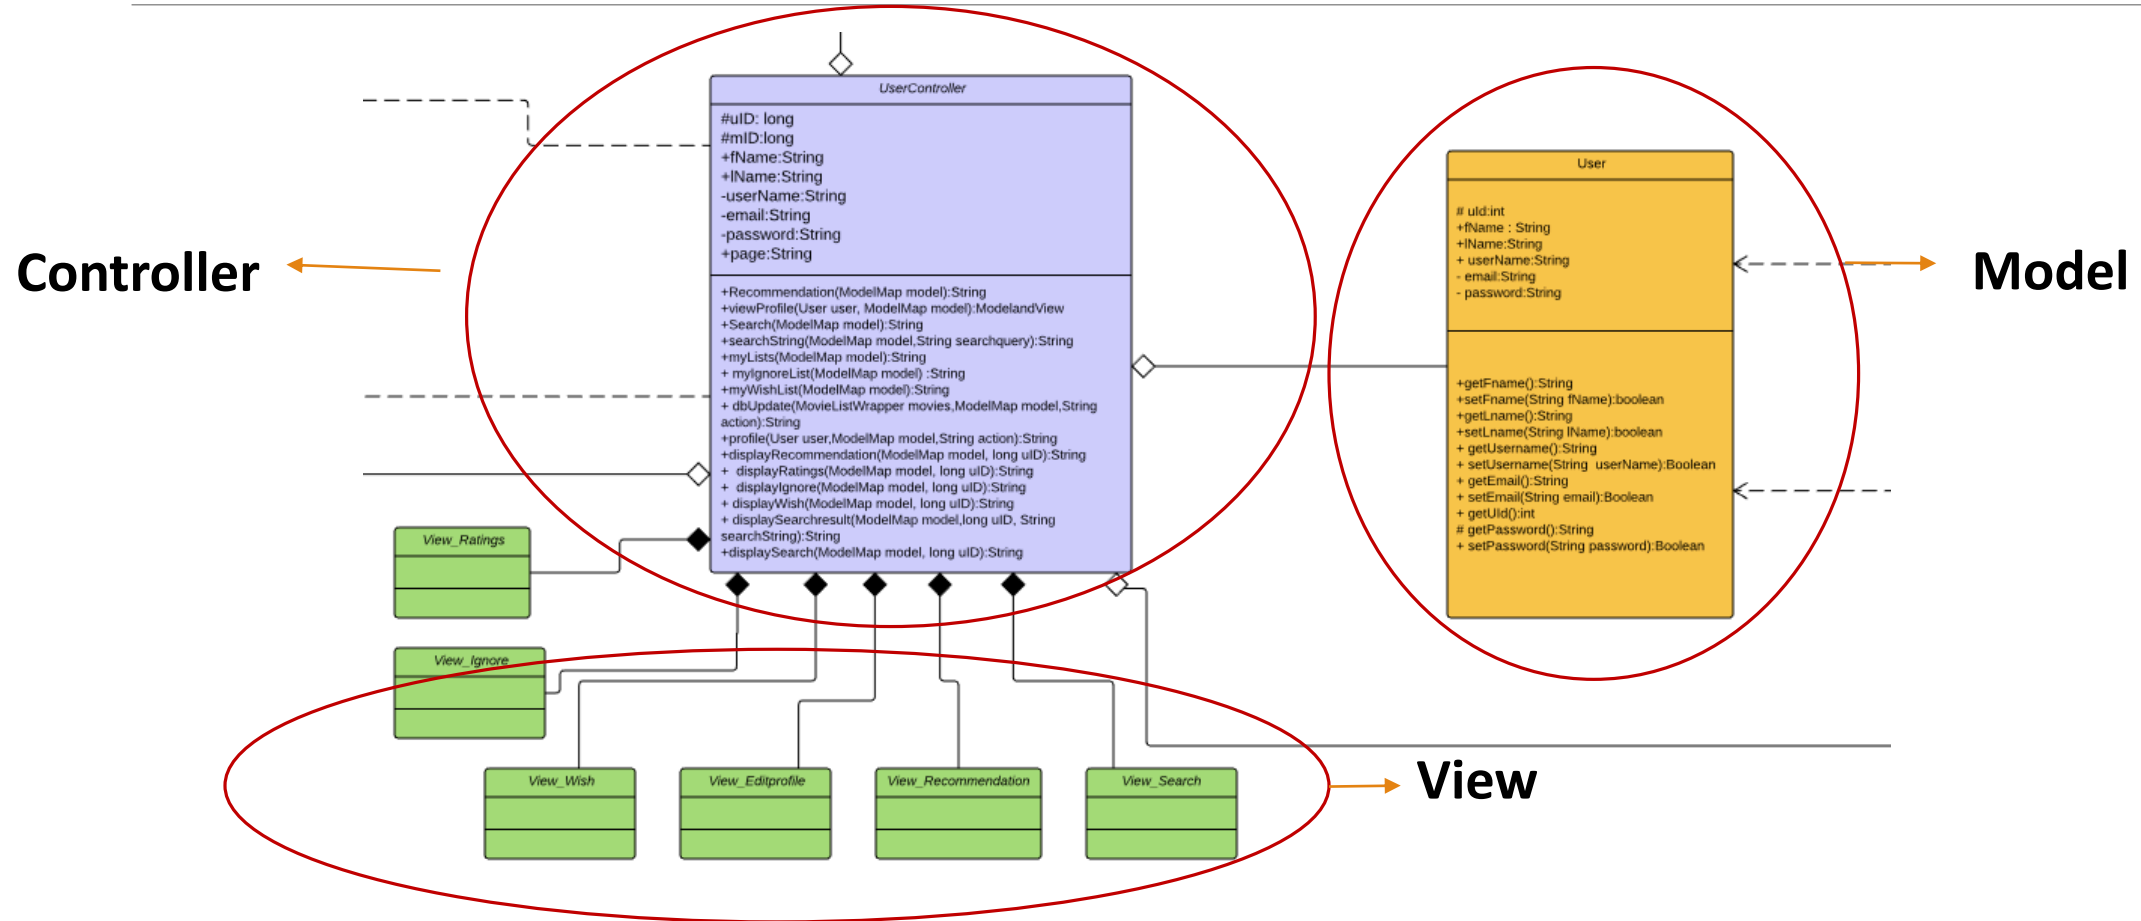 UserController
#uID: long
#mID:long
+fName:String
+lName:String
-userName:String
-email:String
-password:String
+page:String
+Recommendation(ModelMap model):String
+viewProfile(User user, ModelMap model):ModelandView
+Search(ModelMap model):String
+searchString(ModelMap model,String searchquery):String
+myLists(ModelMap model):String
+ myIgnoreList(ModelMap model) :String
+myWishList(ModelMap model):String
+ dbUpdate(MovieListWrapper movies,ModelMap model,String
action):String
+profile(User user,ModelMap model,String action):String
+displayRecommendation(ModelMap model, long uID):String
+  displayRatings(ModelMap model, long uID):String
+  displayIgnore(ModelMap model, long uID):String
+ displayWish(ModelMap model, long uID):String
+ displaySearchresult(ModelMap model,long uID, String
searchString):String
+displaySearch(ModelMap model, long uID):String
User
# uId:int
+fName : String
+lName:String
+ userName:String
- email:String
- password:String
+getFname():String
+setFname(String fName):boolean
+getLname():String
+setLname(String lName):boolean
+ getUsername():String
+ setUsername(String  userName):Boolean
+ getEmail():String
+ setEmail(String email):Boolean
+ getUId():int
# getPassword():String
+ setPassword(String password):Boolean
Controller
Model
View_Ratings
View_Ignore
View_Wish
View_Editprofile
View_Recommendation
View_Search
View